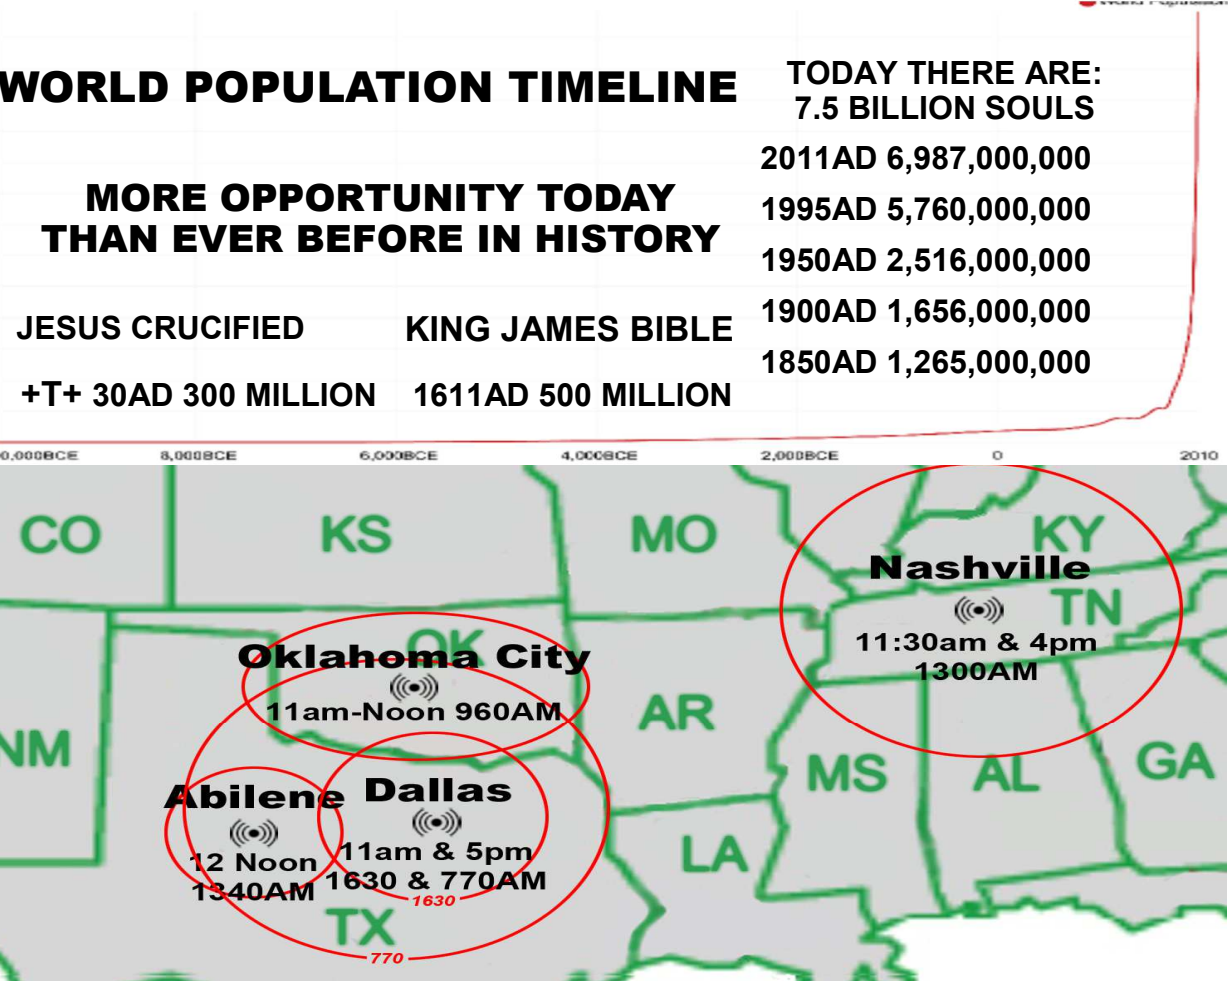 World Population
WORLD POPULATION TIMELINE
TODAY THERE ARE:
7.5 BILLION SOULS
2011AD 6,987,000,000
MORE OPPORTUNITY TODAY
THAN EVER BEFORE IN HISTORY
1995AD 5,760,000,000
1950AD 2,516,000,000
1900AD 1,656,000,000
1850AD 1,265,000,000
JESUS CRUCIFIED
KING JAMES BIBLE
+T+ 30AD 300 MILLION
1611AD 500 MILLION
0,000BCE 8,000BCE 6,000BCE 4,000BCE 2,000BCE 0 2010
CO KS MO KY
Nashville
TN
11:30am & 4pm
1300AM
OK
Oklahoma City
11am-Noon 960AM
AR
NM
MS AL GA
Abilene
12 Noon
1340AM
Dallas
11am & 5pm
1630 & 770AM
1630
LA
TX
770